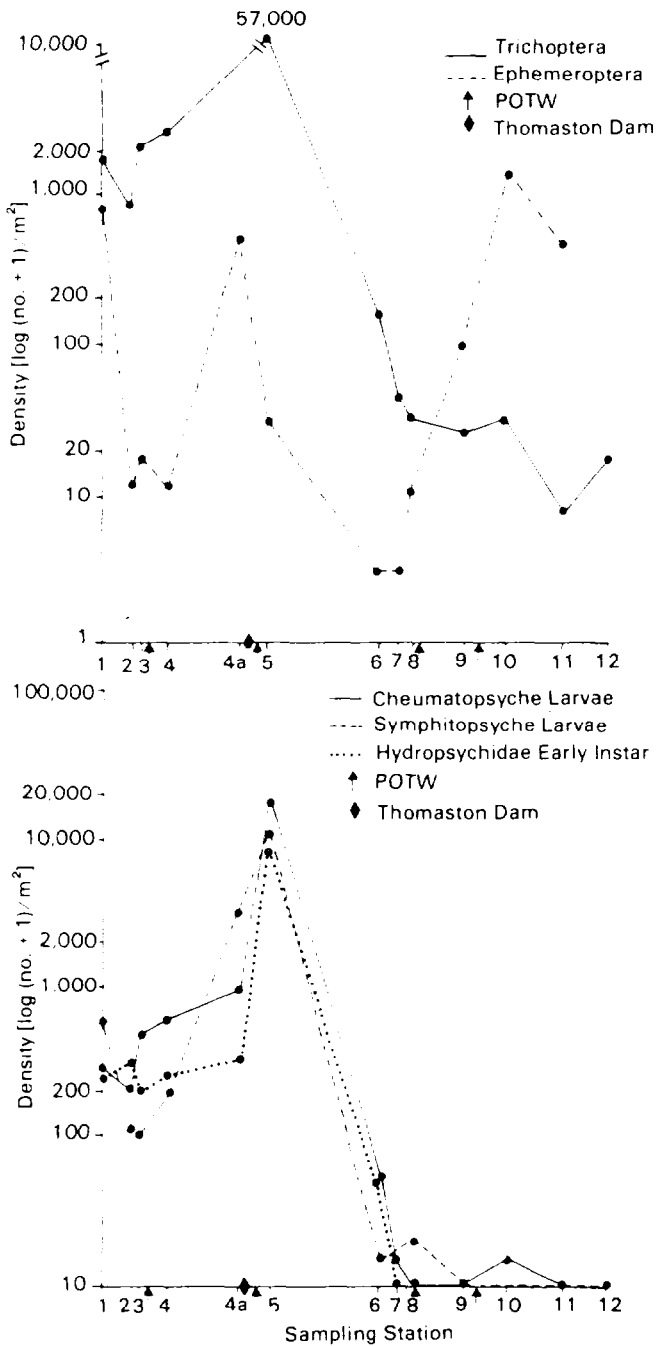 57,000
10,000
2.000
1.000
200
100
20
10
1
Density [log (no. + 1)/m²]
Trichoptera
Ephemeroptera
POTW
Thomaston Dam
1 2 3 4 4a 5 6 7 8 9 10 11 12
100,000
20,000
10,000
2,000
1,000
200
100
10
Density [log (no. + 1)/m²]
Cheumatopsyche Larvae
Symphitopsyche Larvae
Hydropsychidae Early Instar
POTW
Thomaston Dam
1 2 3 4 4a 5 6 7 8 9 10 11 12
Sampling Station